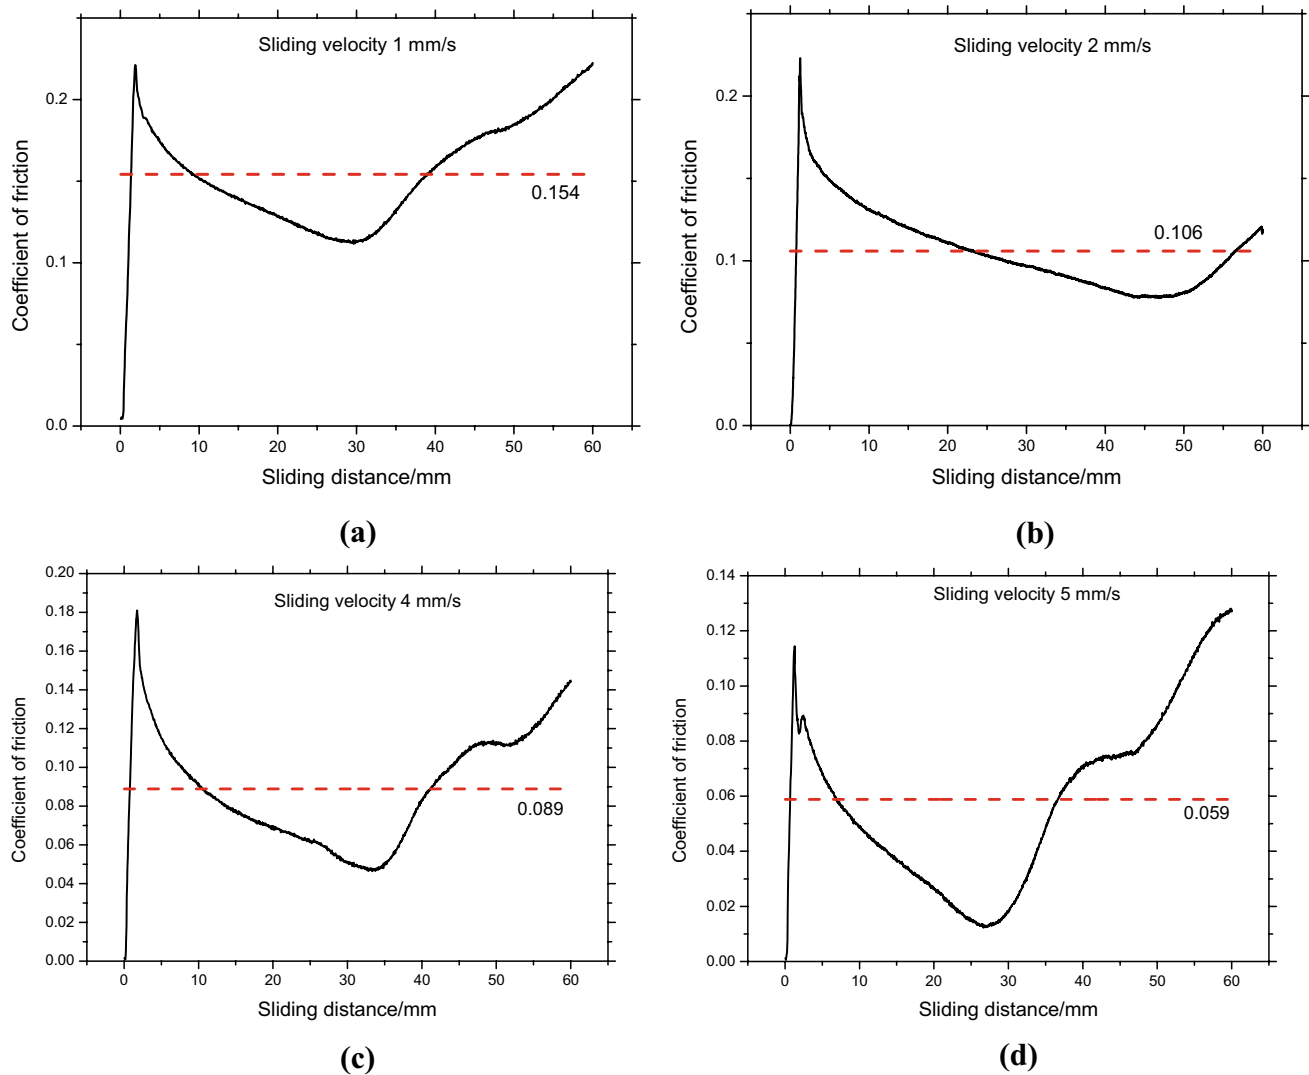 Sliding velocity 1 mm/s
0.2
0.1
0.0
Coefficient of friction
0.154
0 10 20 30 40 50 60
Sliding distance/mm
(a)
Sliding velocity 2 mm/s
0.2
0.1
0.0
Coefficient of friction
0.106
0 10 20 30 40 50 60
Sliding distance/mm
(b)
Sliding velocity 4 mm/s
0.20
0.18
0.16
0.14
0.12
0.10
0.08
0.06
0.04
0.02
0.00
Coefficient of friction
0.089
0 10 20 30 40 50 60
Sliding distance/mm
(c)
Sliding velocity 5 mm/s
0.14
0.12
0.10
0.08
0.06
0.04
0.02
0.00
Coefficient of friction
0.059
0 10 20 30 40 50 60
Sliding distance/mm
(d)